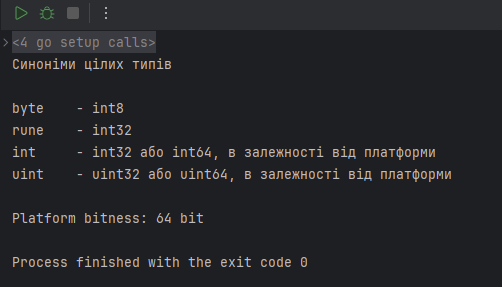 <4 go setup calls>
Синоніми цілих типів
byte    - int8
rune    - int32
int     - int32 або int64, в залежності від платформи
uint    - uint32 або uint64, в залежності від платформи
Platform bitness: 64 bit
Process finished with the exit code 0